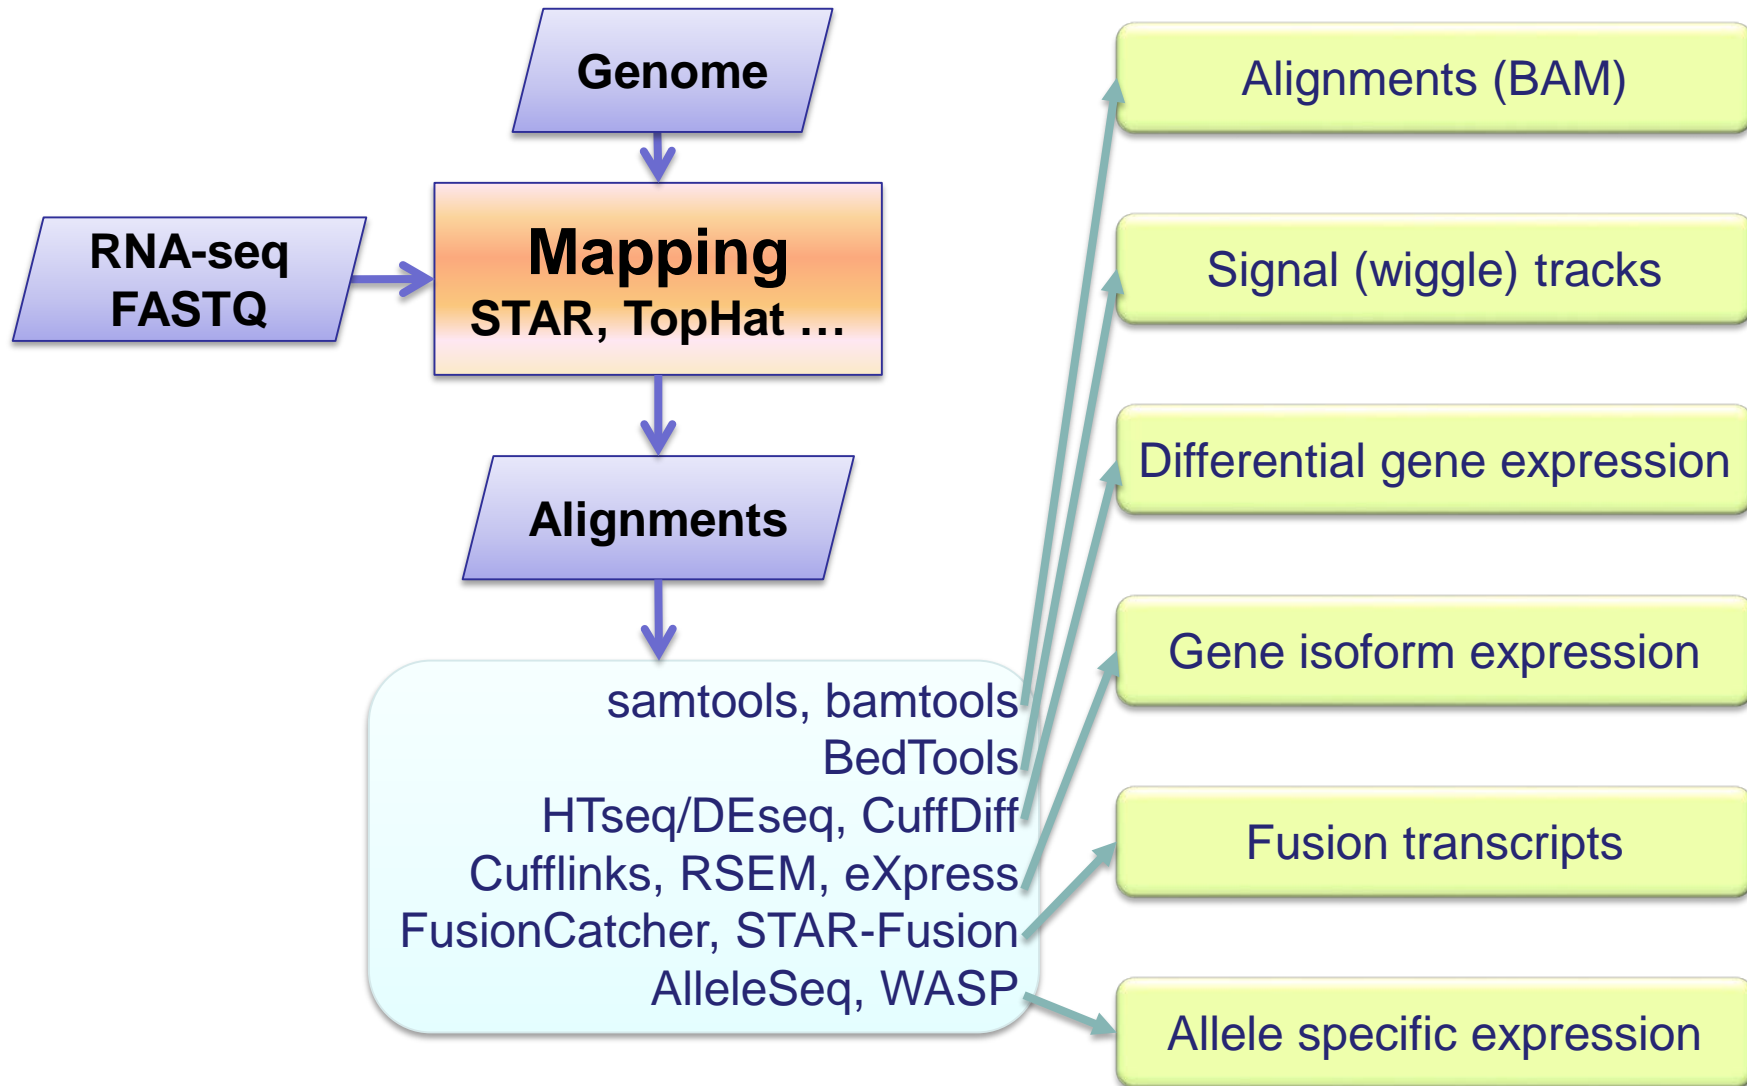 Genome
RNA-seq
FASTQ
Mapping
STAR, TopHat …
Alignments
samtools, bamtools
BedTools
HTseq/DEseq, CuffDiff
Cufflinks, RSEM, eXpress
FusionCatcher, STAR-Fusion
AlleleSeq, WASP
Alignments (BAM)
Signal (wiggle) tracks
Differential gene expression
Gene isoform expression
Fusion transcripts
Allele specific expression